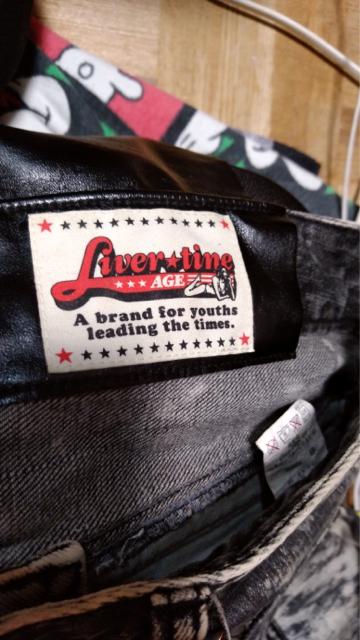 Liver★tine
★★★ AGE
A brand for youths
leading the times.